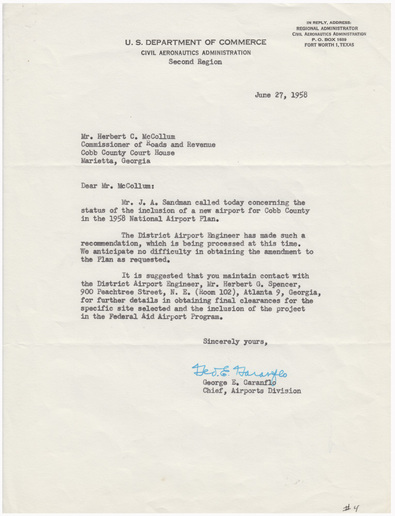 IN REPLY, ADDRESS:
REGIONAL ADMINISTRATOR
CIVIL AERONAUTICS ADMINISTRATION
P. O. BOX 1689
FORT WORTH 1, TEXAS
U. S. DEPARTMENT OF COMMERCE
CIVIL AERONAUTICS ADMINISTRATION
Second Region
June 27, 1958
Mr. Herbert C. McCollum
Commissioner of Roads and Revenue
Cobb County Court House
Marietta, Georgia
Dear Mr. McCollum:
Mr. J. A. Sandman called today concerning the
status of the inclusion of a new airport for Cobb County
in the 1958 National Airport Plan.
The District Airport Engineer has made such a
recommendation, which is being processed at this time.
We anticipate no difficulty in obtaining the amendment to
the Plan as requested.
It is suggested that you maintain contact with
the District Airport Engineer, Mr. Herbert G. Spencer,
900 Peachtree Street, N. E. (Room 102), Atlanta 9, Georgia,
for further details in obtaining final clearances for the
specific site selected and the inclusion of the project
in the Federal Aid Airport Program.
Sincerely yours,
Geo. E. Garanflo
George E. Garanflo
Chief, Airports Division
#4